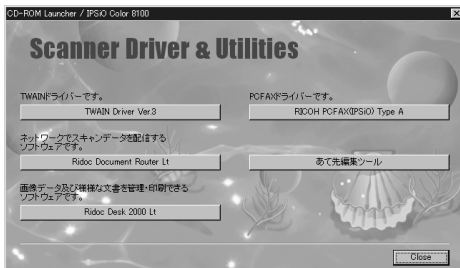 CD-ROM Launcher / IPSiO Color 8100
Scanner Driver & Utilities
TWAINドライバーです。
TWAIN Driver Ver.3
ネットワークでスキャンデータを配信する
ソフトウェアです。
Ridoc Document Router Lt
画像データ及び様様な文書を管理・印刷できる
ソフトウェアです。
Ridoc Desk 2000 Lt
PCFAXドライバーです。
RICOH PCFAX(IPSiO) Type A
あて先編集ツール
Close